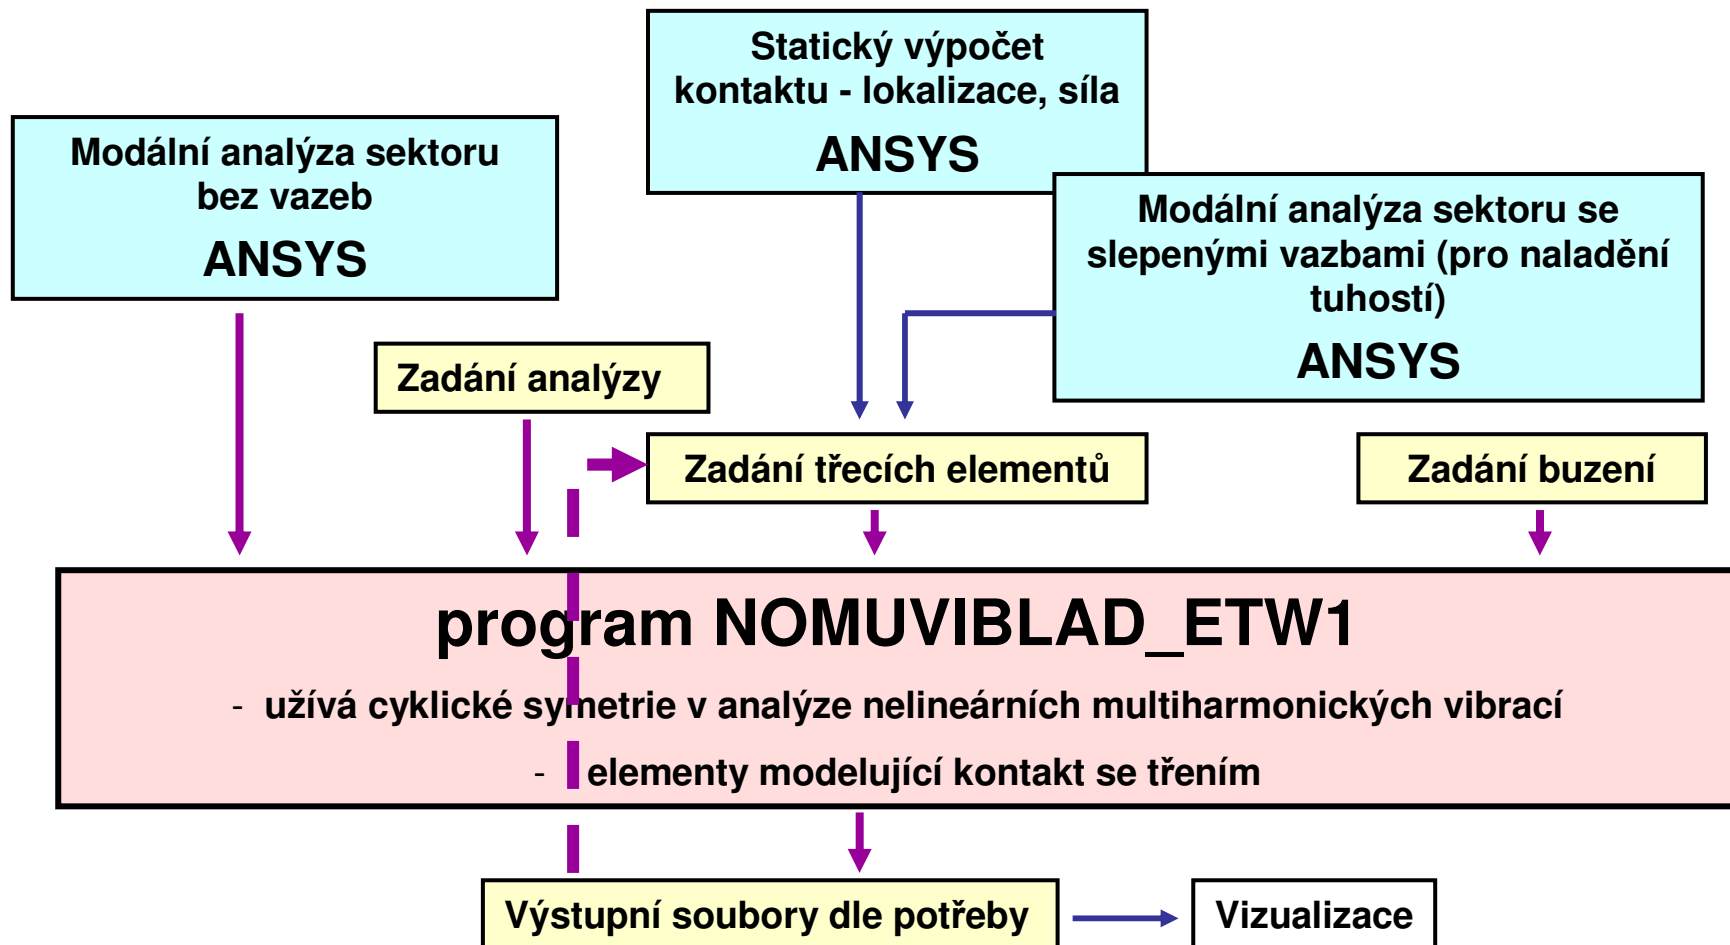 Statický výpočet
kontaktu - lokalizace, síla
ANSYS
Modální analýza sektoru
bez vazeb
ANSYS
Modální analýza sektoru se
slepenými vazbami (pro naladění
tuhostí)
ANSYS
Zadání analýzy
Zadání třecích elementů
Zadání buzení
program NOMUVIBLAD_ETW1
- užívá cyklické symetrie v analýze nelineárních multiharmonických vibrací
- elementy modelující kontakt se třením
Výstupní soubory dle potřeby
Vizualizace